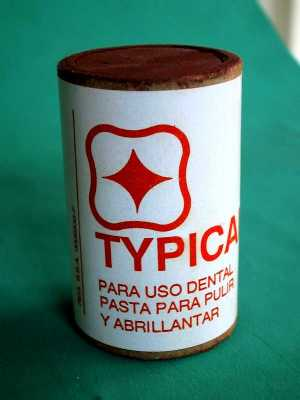 TYPICA
PARA USO DENTAL
PASTA PARA PULIR
Y ABRILLANTAR